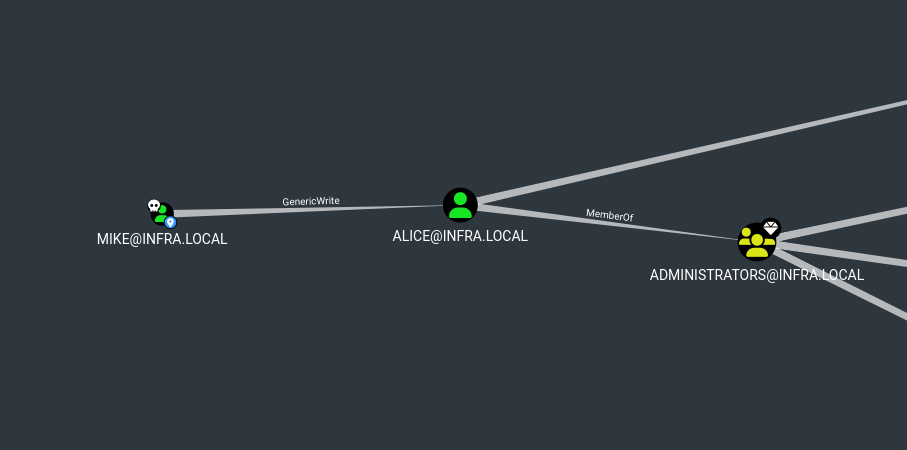 GenericWrite
MIKE@INFRA.LOCAL
ALICE@INFRA.LOCAL
MemberOf
ADMINISTRATORS@INFRA.LOCAL